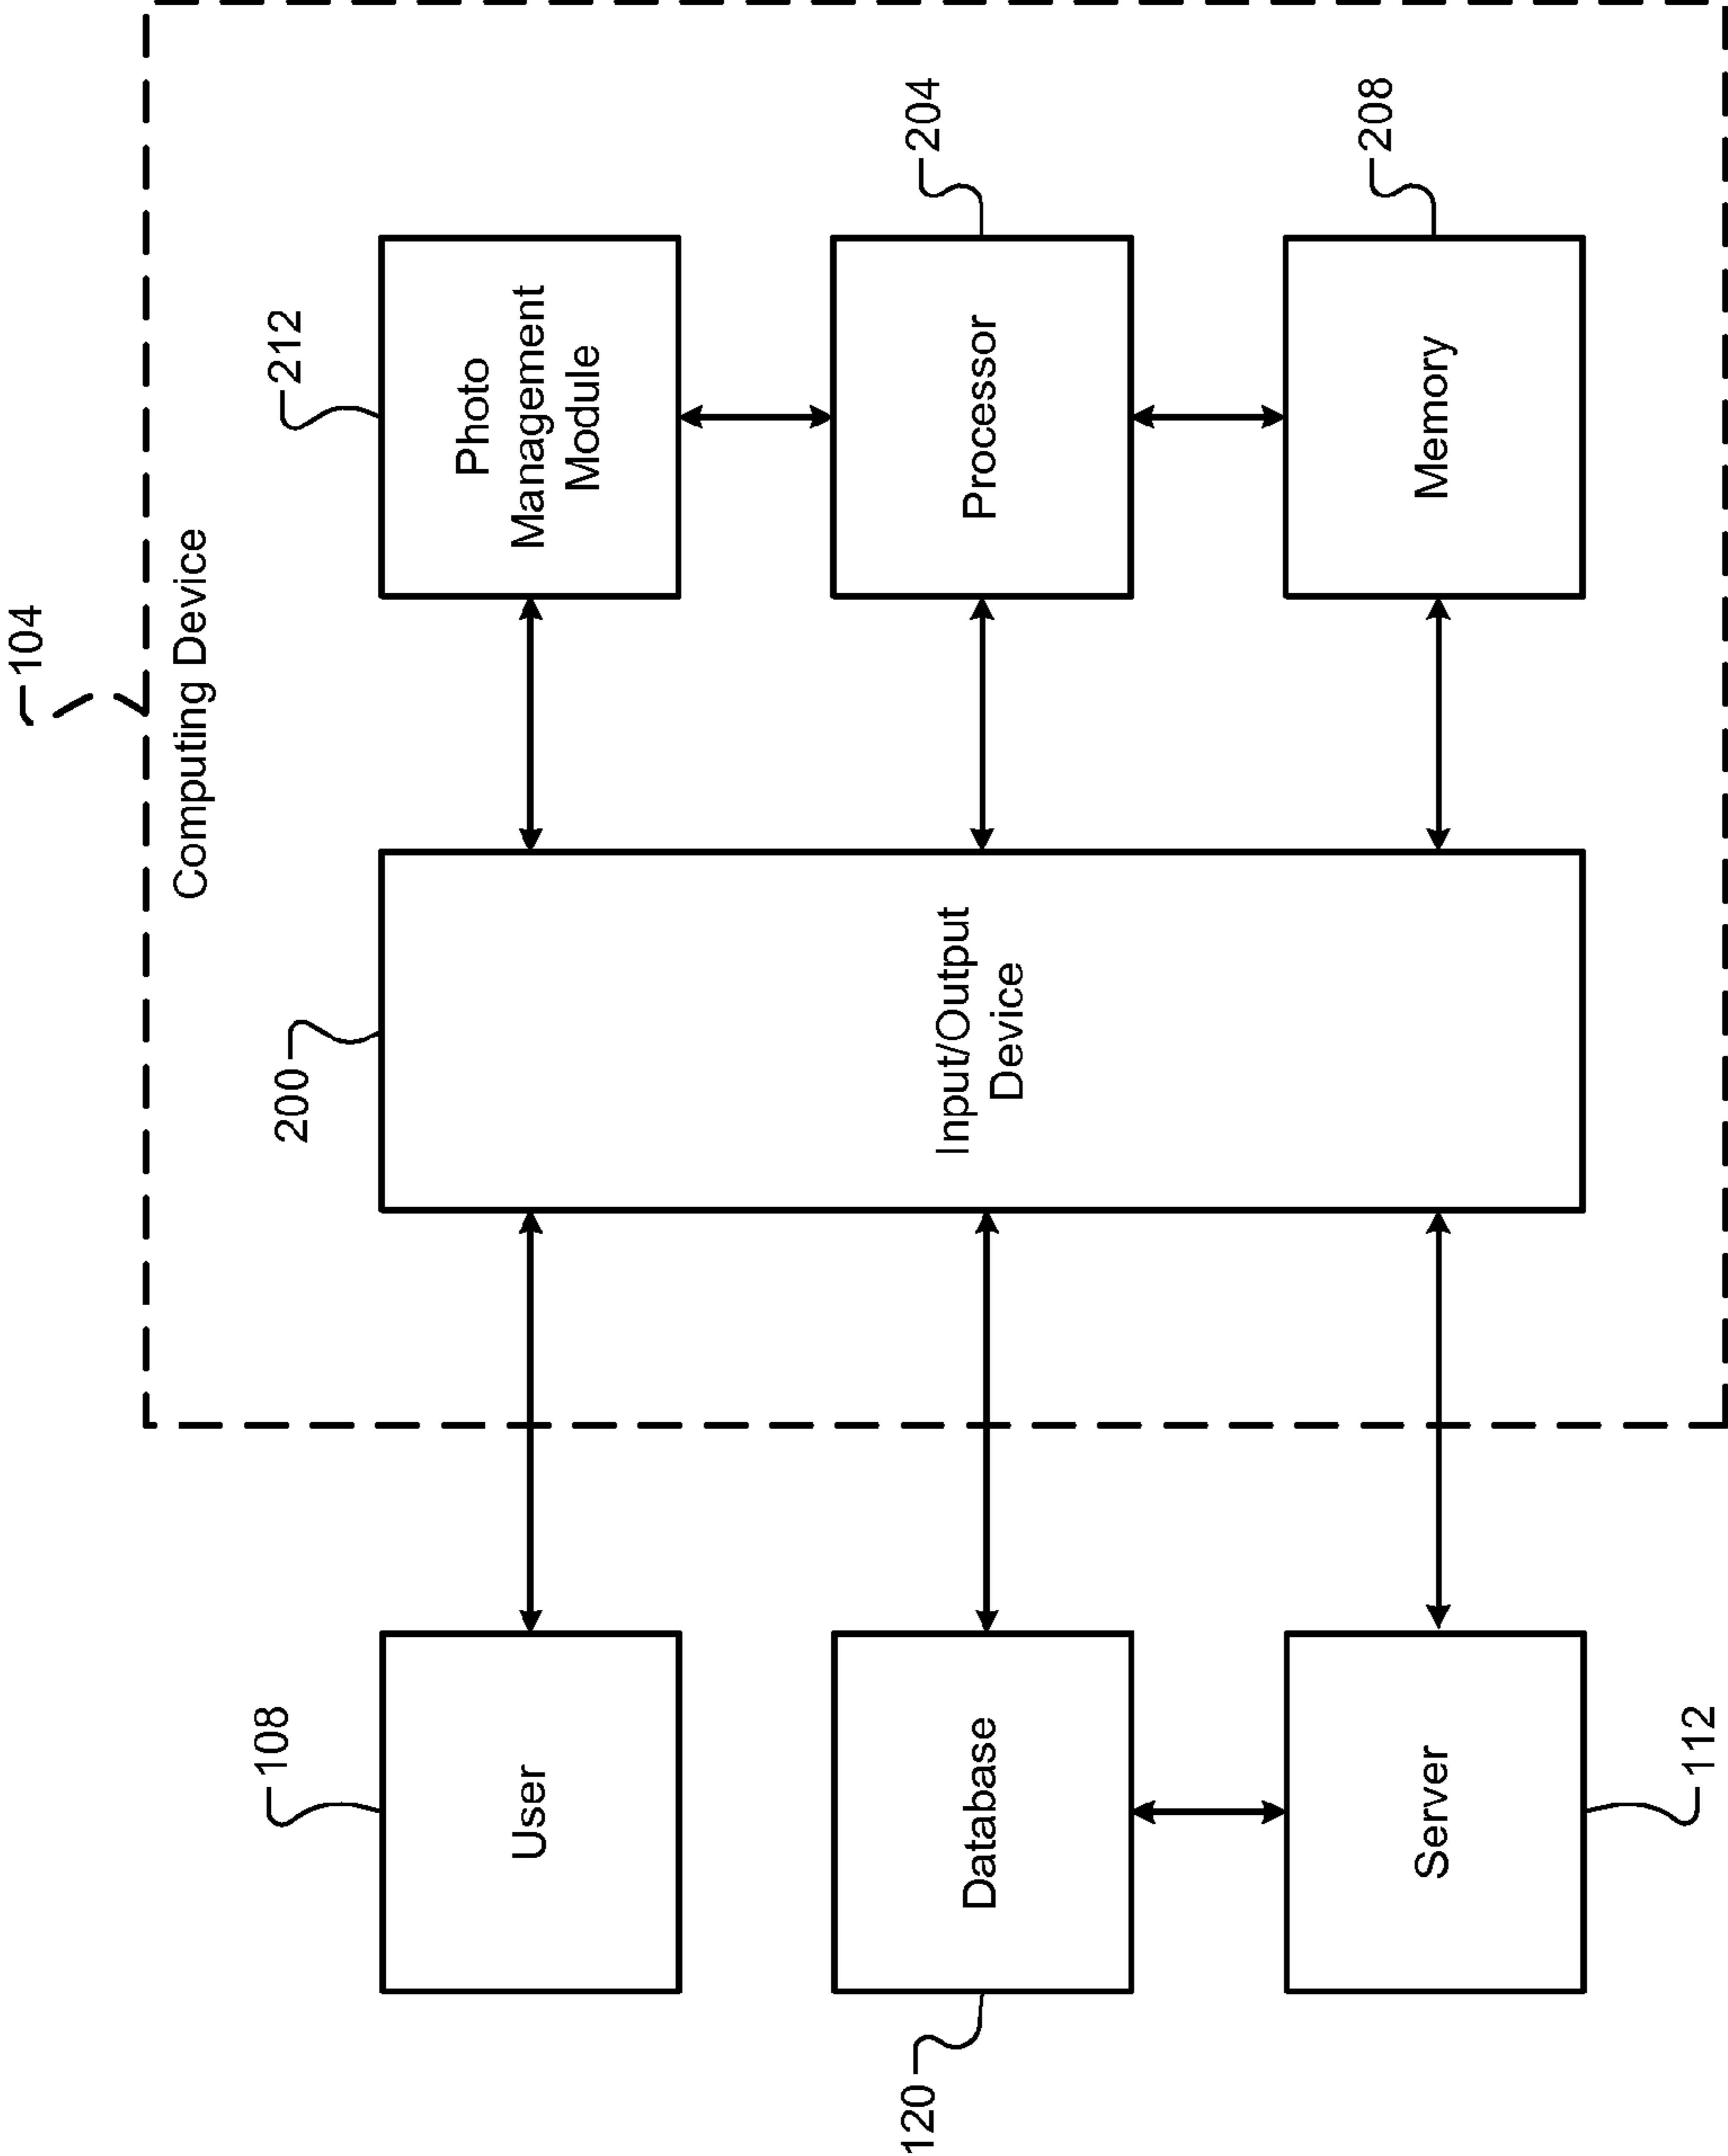 104
Computing Device
108
User
200
212
Photo
Management
Module
120
Database
Input/Output
Device
Processor
204
Server
112
Memory
208